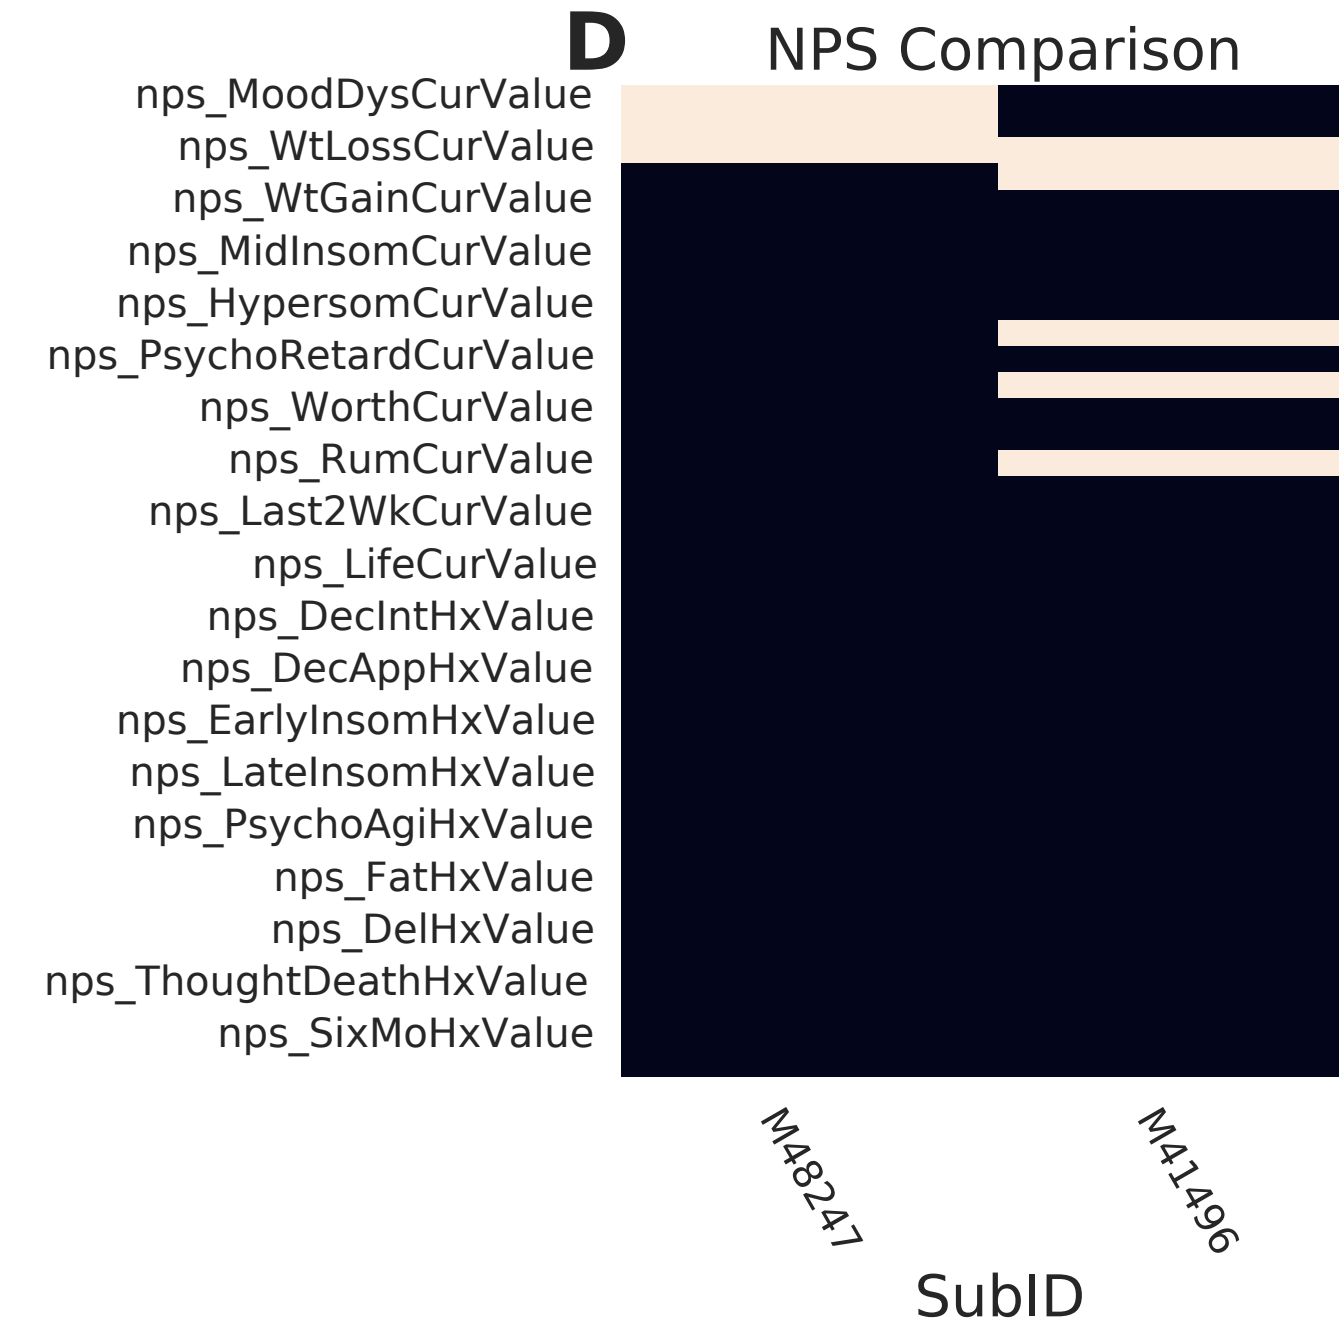 D
NPS Comparison
nps_MoodDysCurValue
nps_WtLossCurValue
nps_WtGainCurValue
nps_MidInsomCurValue
nps_HypersomCurValue
nps_PsychoRetardCurValue
nps_WorthCurValue
nps_RumCurValue
nps_Last2WkCurValue
nps_LifeCurValue
nps_DecIntHxValue
nps_DecAppHxValue
nps_EarlyInsomHxValue
nps_LateInsomHxValue
nps_PsychoAgiHxValue
nps_FatHxValue
nps_DelHxValue
nps_ThoughtDeathHxValue
nps_SixMoHxValue
M48247
M41496
SubID